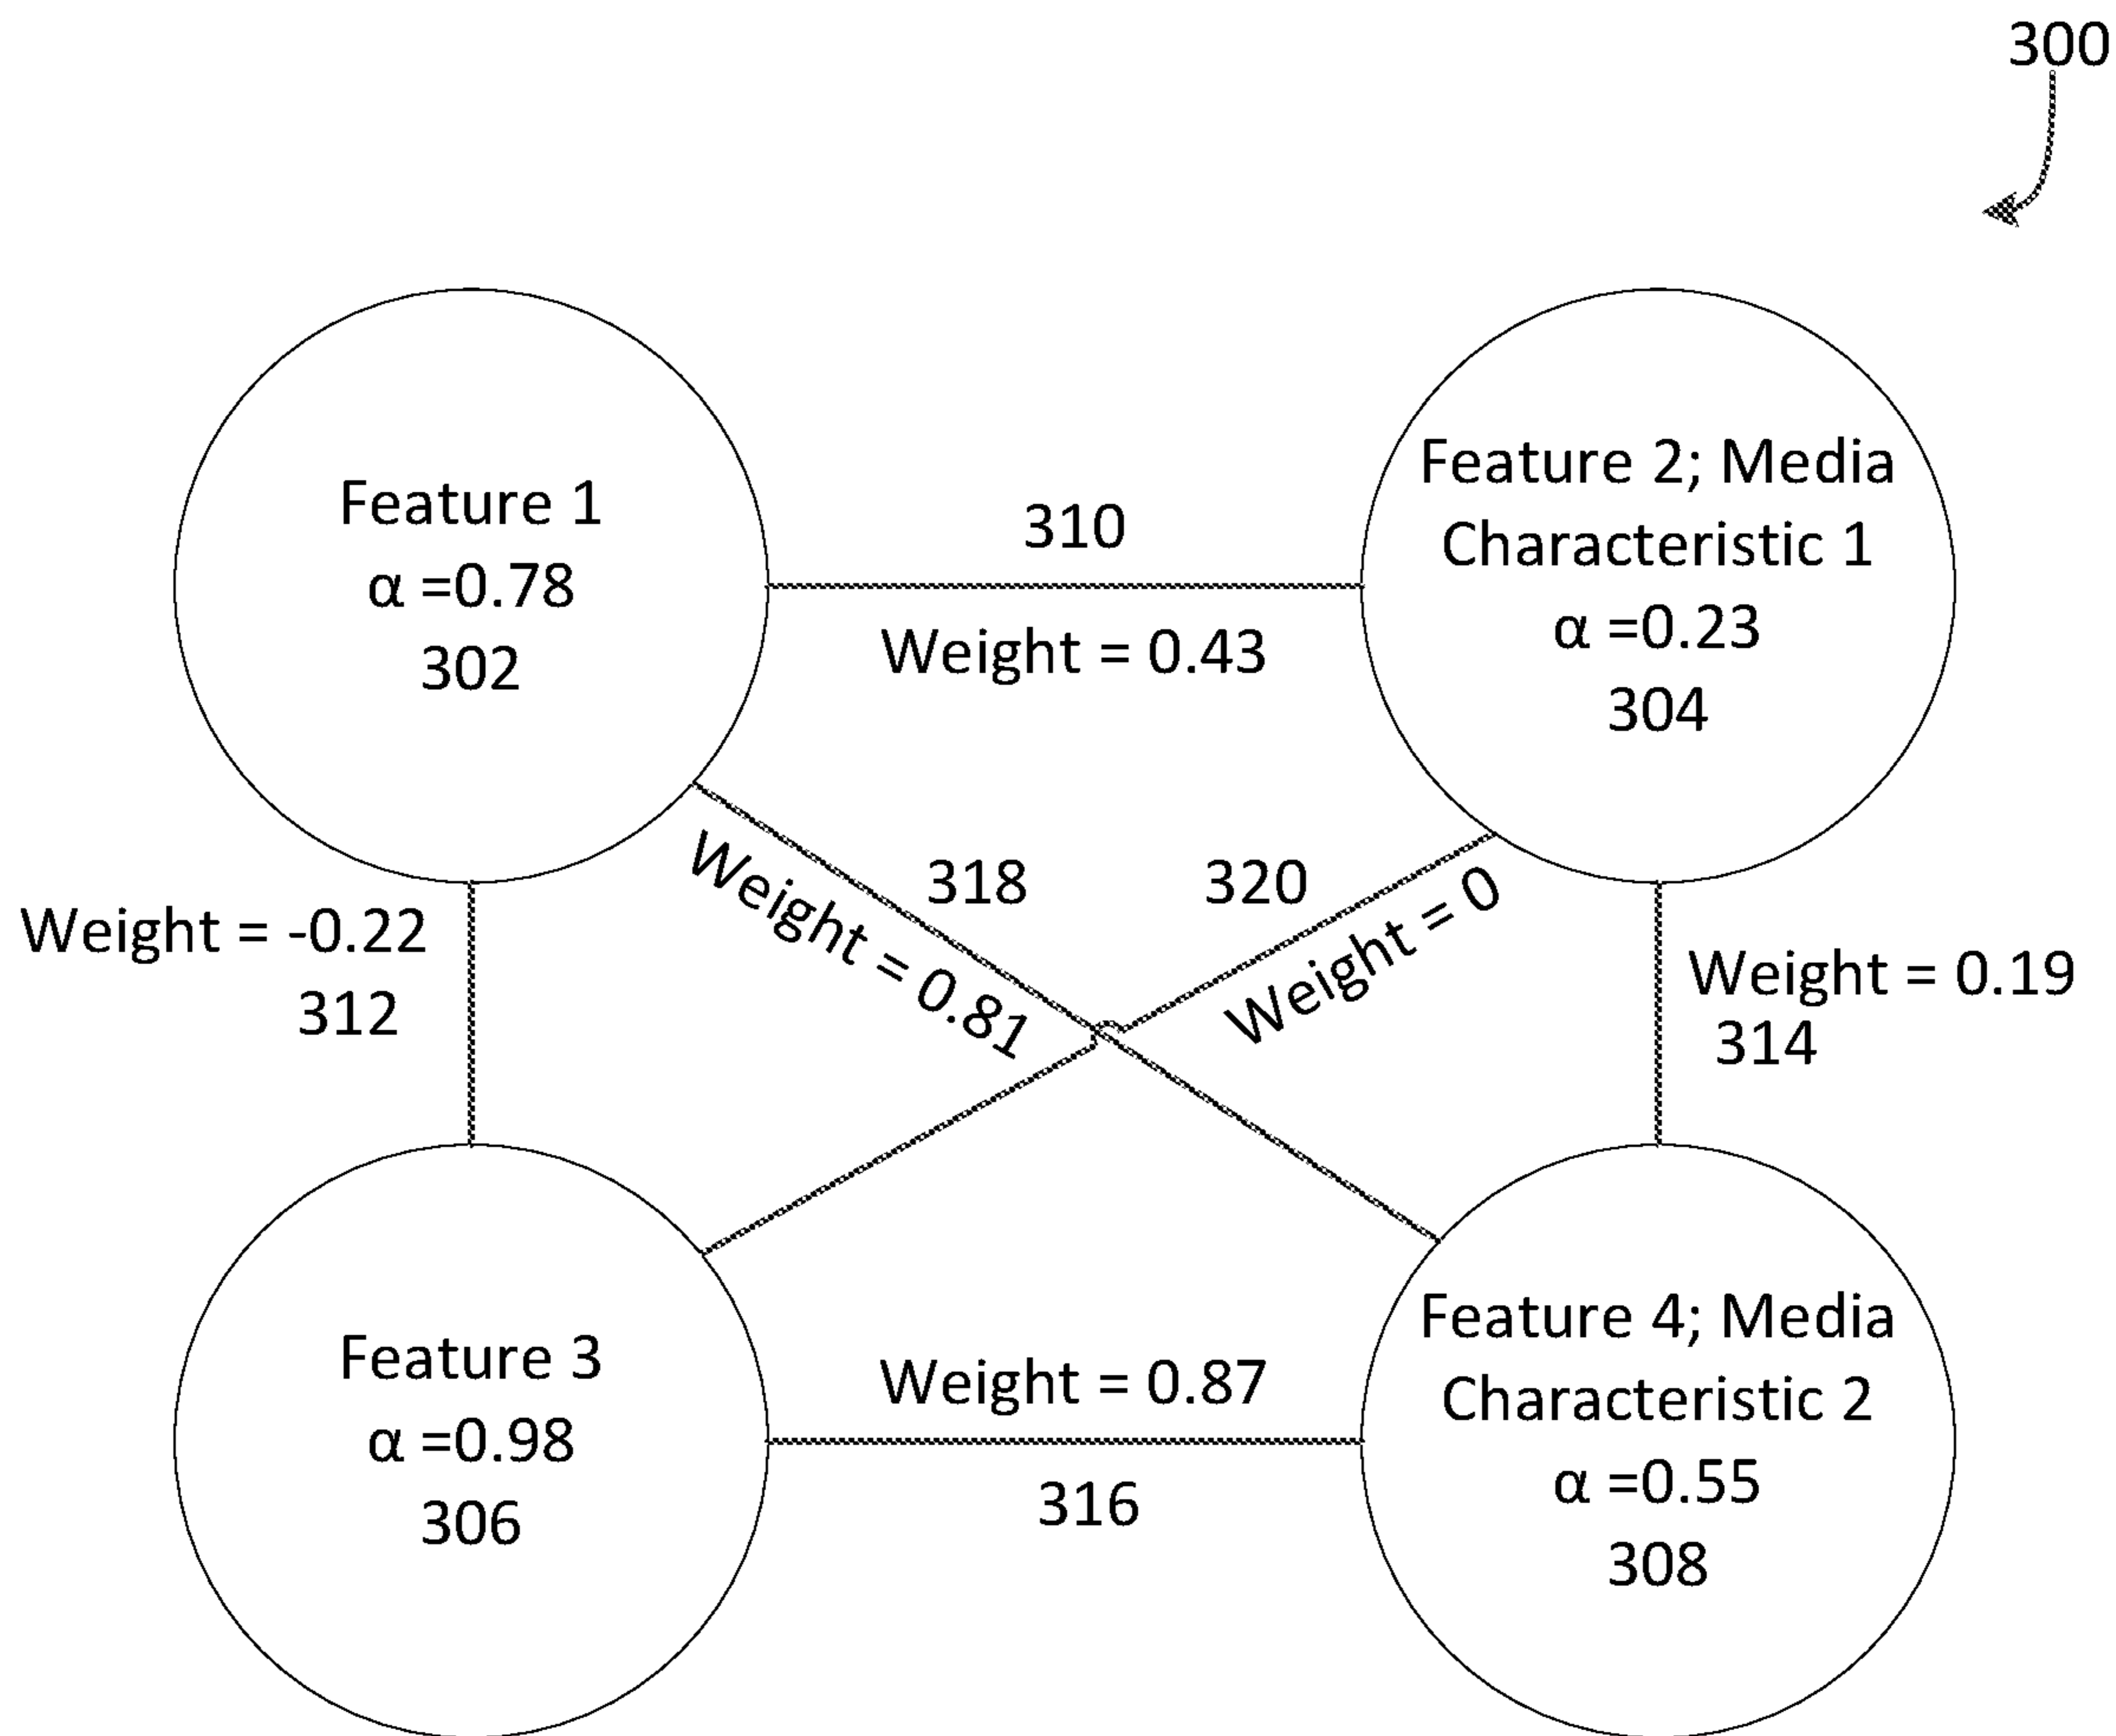 300
Feature 1
α =0.78
302
310
Weight = 0.43
Feature 2; Media
Characteristic 1
α =0.23
304
Weight = -0.22
312
318
Weight = 0.81
320
Weight = 0
Weight = 0.19
314
Feature 3
α =0.98
306
Weight = 0.87
316
Feature 4; Media
Characteristic 2
α =0.55
308